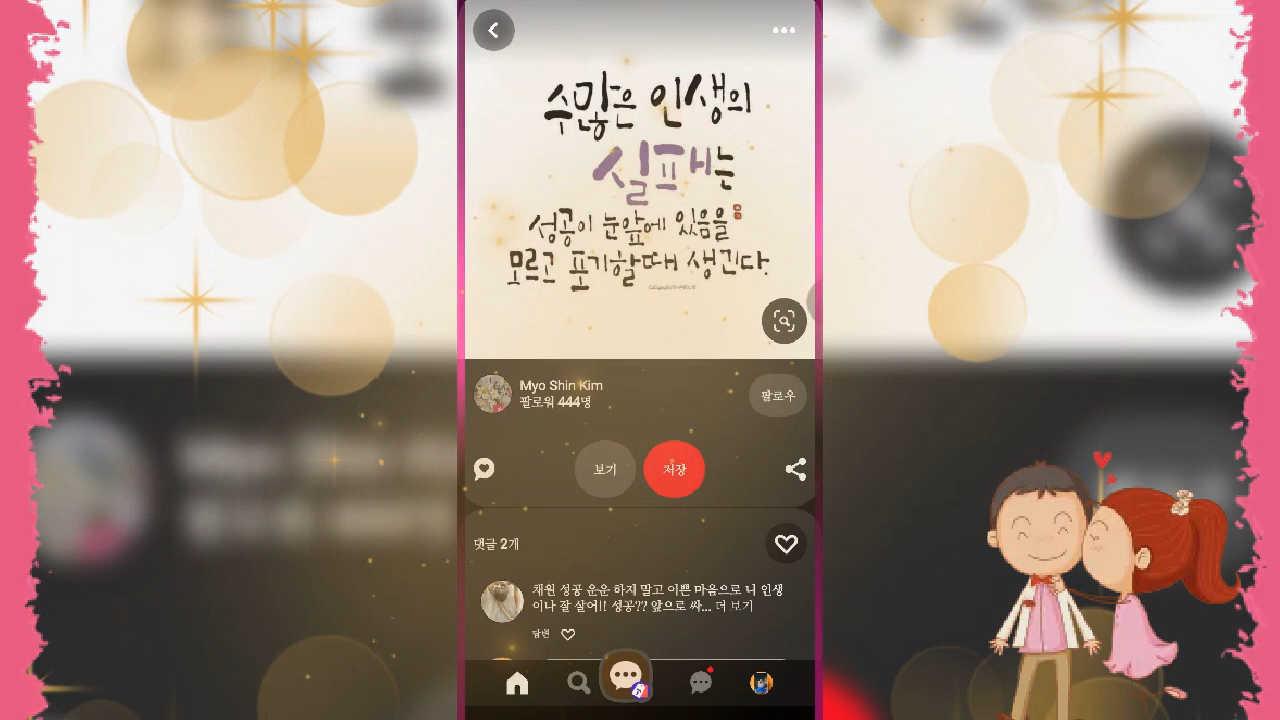 수많은 인생의
실패는
성공이 눈앞에 있음을
모르고 포기할때 생긴다.
Myo Shin Kim
팔로워 444명
팔로우
보기
저장
댓글 2개
채원 성공 운운 하지 말고 이쁜 마음으로 니 인생
이나 잘 살어!! 성공?? 앞으로 싸... 더 보기
답변